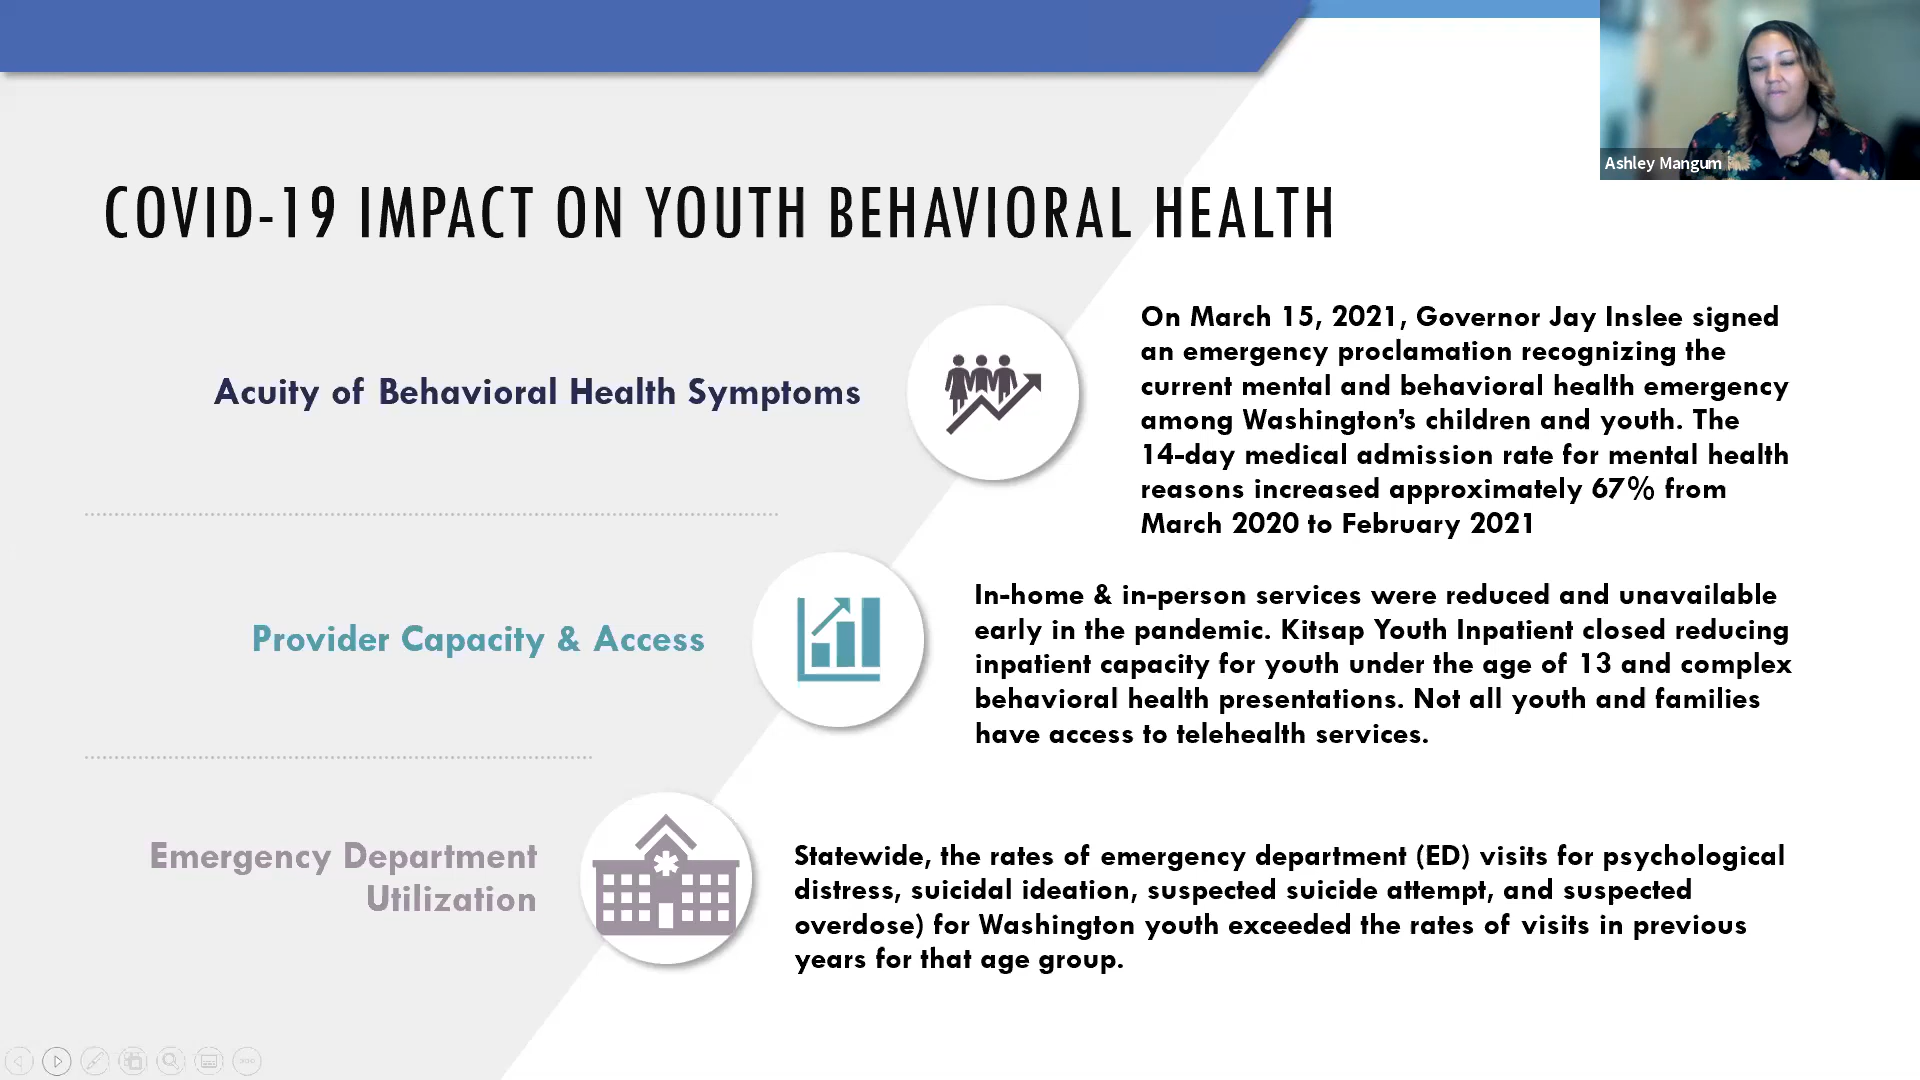 Ashley Mangum
COVID-19 IMPACT ON YOUTH BEHAVIORAL HEALTH
Acuity of Behavioral Health Symptoms
On March 15, 2021, Governor Jay Inslee signed
an emergency proclamation recognizing the
current mental and behavioral health emergency
among Washington’s children and youth. The
14-day medical admission rate for mental health
reasons increased approximately 67% from
March 2020 to February 2021
Provider Capacity & Access
In-home & in-person services were reduced and unavailable
early in the pandemic. Kitsap Youth Inpatient closed reducing
inpatient capacity for youth under the age of 13 and complex
behavioral health presentations. Not all youth and families
have access to telehealth services.
Emergency Department
Utilization
Statewide, the rates of emergency department (ED) visits for psychological
distress, suicidal ideation, suspected suicide attempt, and suspected
overdose) for Washington youth exceeded the rates of visits in previous
years for that age group.